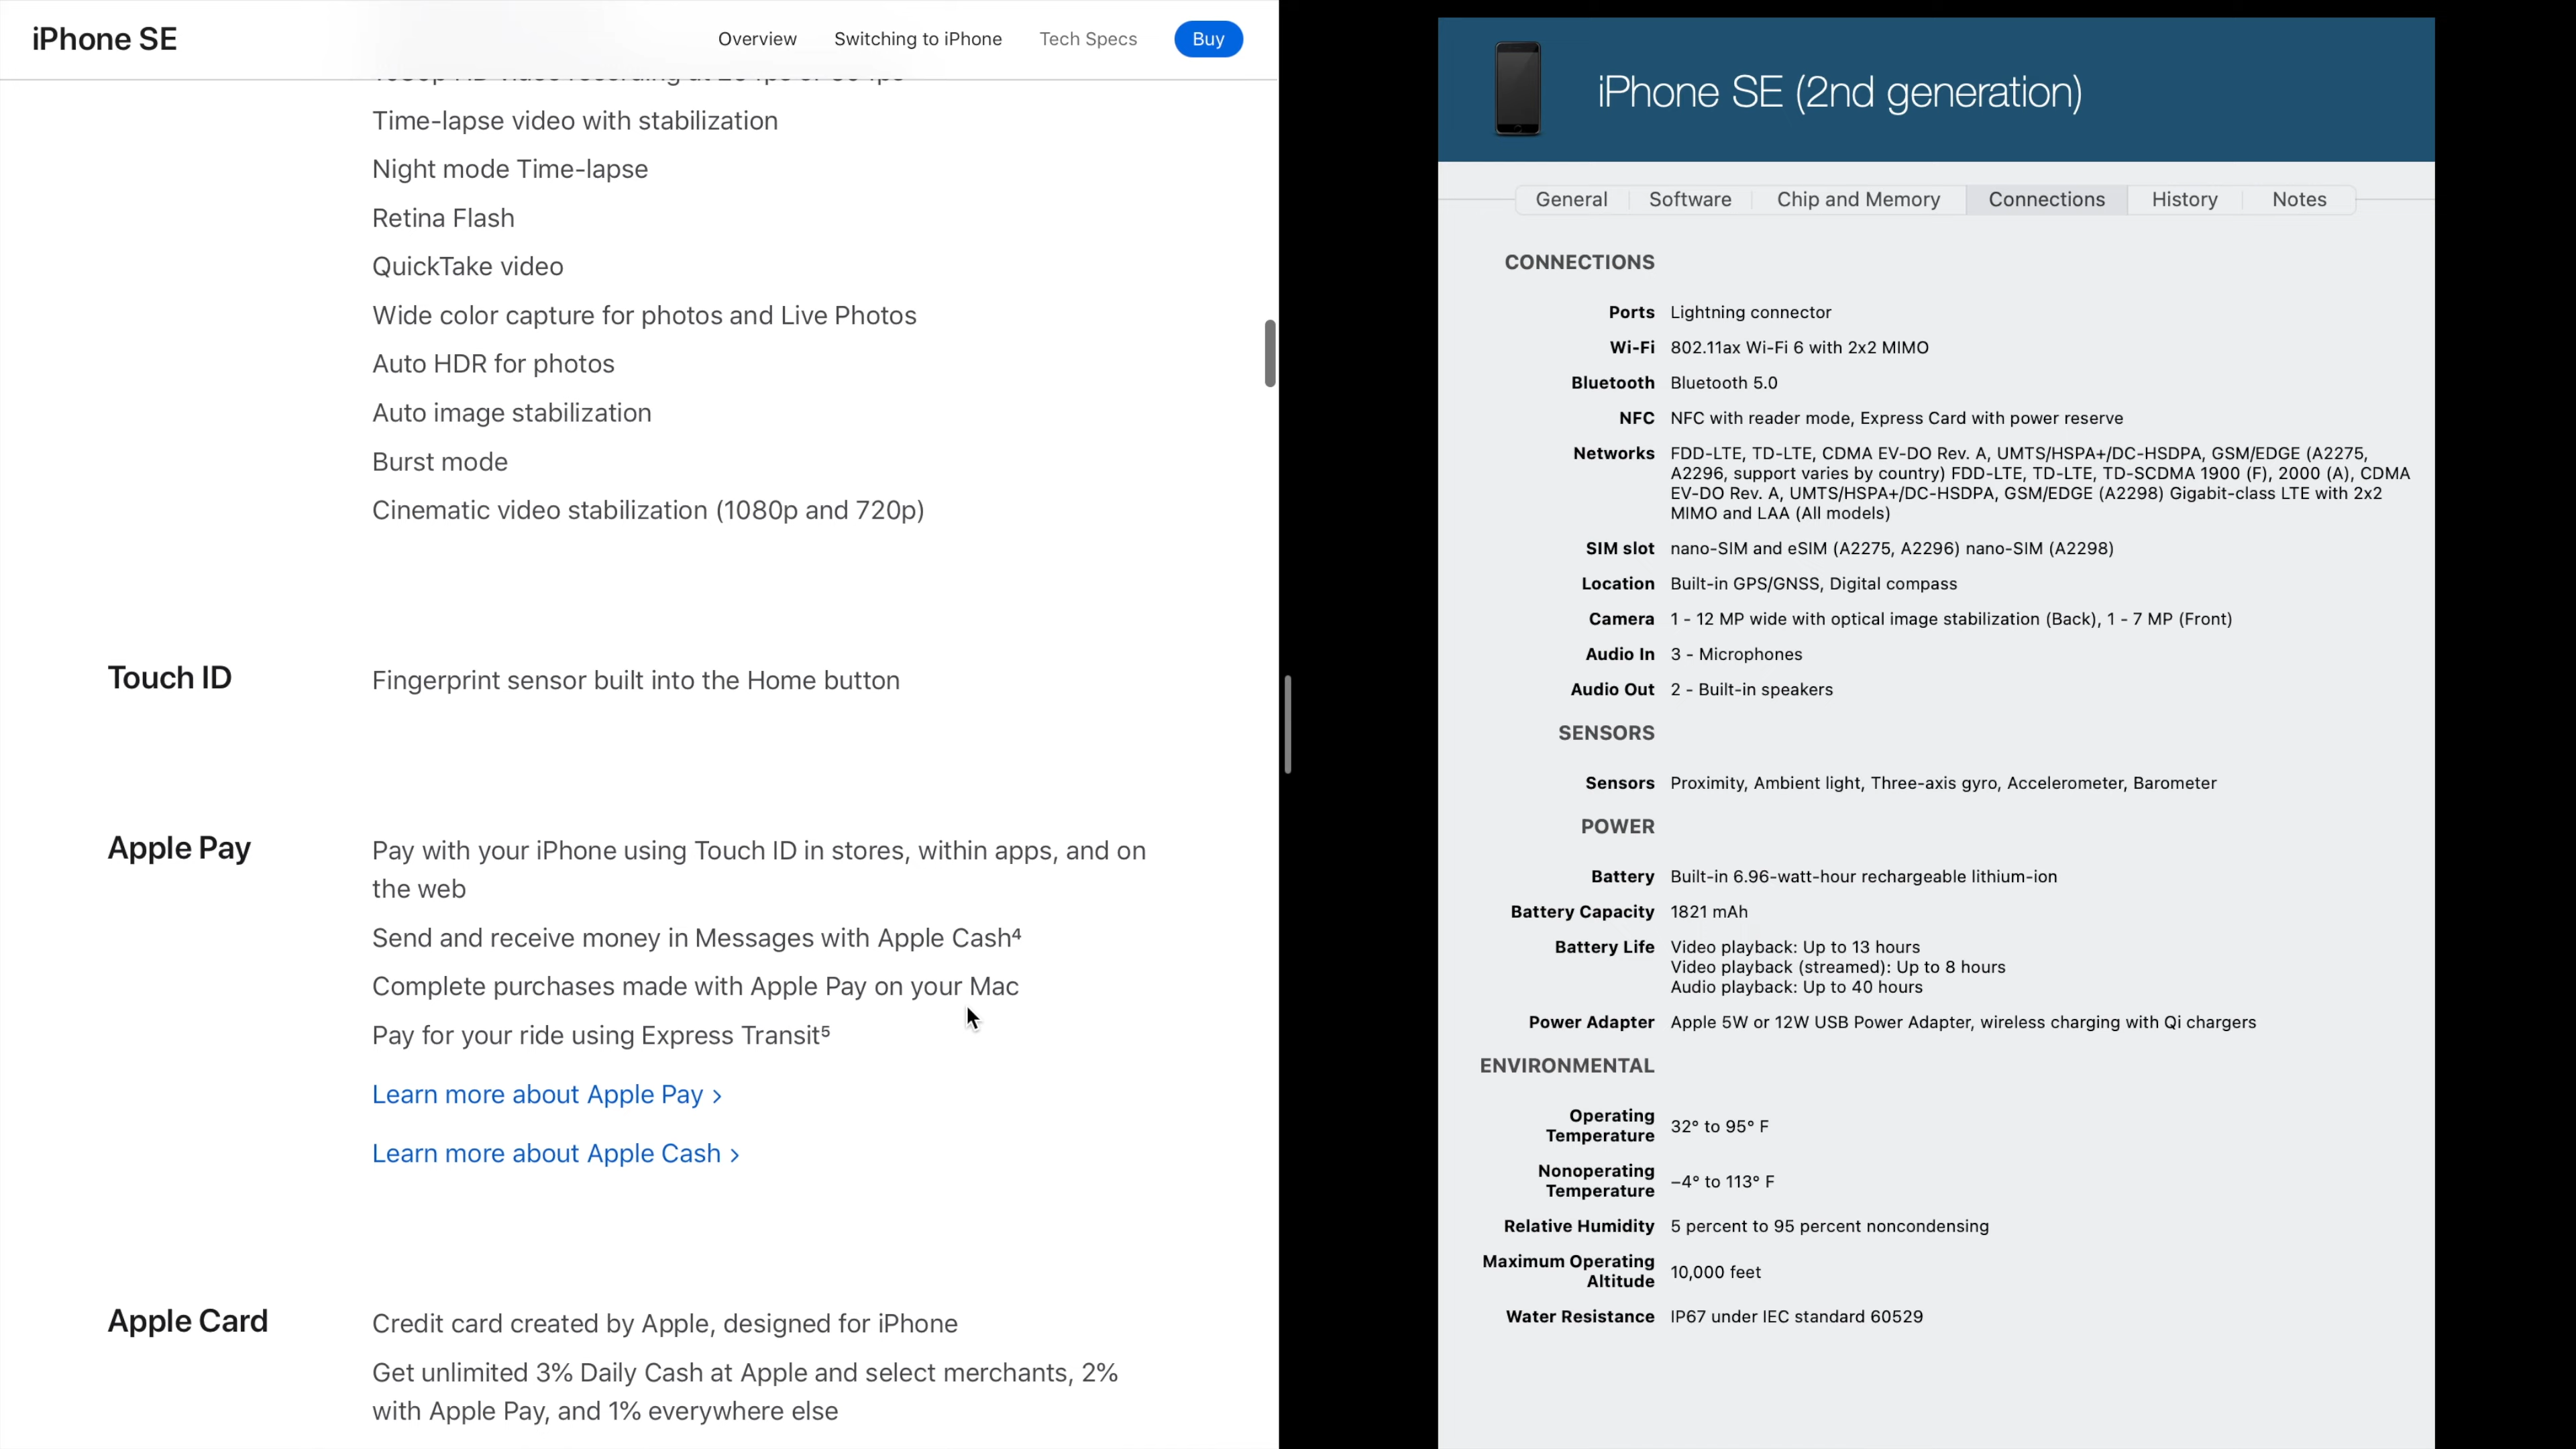 iPhone SE
Overview
Switching to iPhone
Tech Specs
Buy
Time-lapse video with stabilization
Night mode Time-lapse
Retina Flash
QuickTake video
Wide color capture for photos and Live Photos
Auto HDR for photos
Auto image stabilization
Burst mode
Cinematic video stabilization (1080p and 720p)
Touch ID
Fingerprint sensor built into the Home button
Apple Pay
Pay with your iPhone using Touch ID in stores, within apps, and on
the web
Send and receive money in Messages with Apple Cash⁴
Complete purchases made with Apple Pay on your Mac
Pay for your ride using Express Transit⁵
Learn more about Apple Pay >
Learn more about Apple Cash >
Apple Card
Credit card created by Apple, designed for iPhone
Get unlimited 3% Daily Cash at Apple and select merchants, 2%
with Apple Pay, and 1% everywhere else
iPhone SE (2nd generation)
General
Software
Chip and Memory
Connections
History
Notes
CONNECTIONS
Ports Lightning connector
Wi-Fi 802.11ax Wi-Fi 6 with 2x2 MIMO
Bluetooth Bluetooth 5.0
NFC NFC with reader mode, Express Card with power reserve
Networks FDD-LTE, TD-LTE, CDMA EV-DO Rev. A, UMTS/HSPA+/DC-HSDPA, GSM/EDGE (A2275,
A2296, support varies by country) FDD-LTE, TD-LTE, TD-SCDMA 1900 (F), 2000 (A), CDMA
EV-DO Rev. A, UMTS/HSPA+/DC-HSDPA, GSM/EDGE (A2298) Gigabit-class LTE with 2x2
MIMO and LAA (All models)
SIM slot nano-SIM and eSIM (A2275, A2296) nano-SIM (A2298)
Location Built-in GPS/GNSS, Digital compass
Camera 1 - 12 MP wide with optical image stabilization (Back), 1 - 7 MP (Front)
Audio In 3 - Microphones
Audio Out 2 - Built-in speakers
SENSORS
Sensors Proximity, Ambient light, Three-axis gyro, Accelerometer, Barometer
POWER
Battery Built-in 6.96-watt-hour rechargeable lithium-ion
Battery Capacity 1821 mAh
Battery Life Video playback: Up to 13 hours
Video playback (streamed): Up to 8 hours
Audio playback: Up to 40 hours
Power Adapter Apple 5W or 12W USB Power Adapter, wireless charging with Qi chargers
ENVIRONMENTAL
Operating
Temperature 32° to 95° F
Nonoperating
Temperature –4° to 113° F
Relative Humidity 5 percent to 95 percent noncondensing
Maximum Operating
Altitude 10,000 feet
Water Resistance IP67 under IEC standard 60529